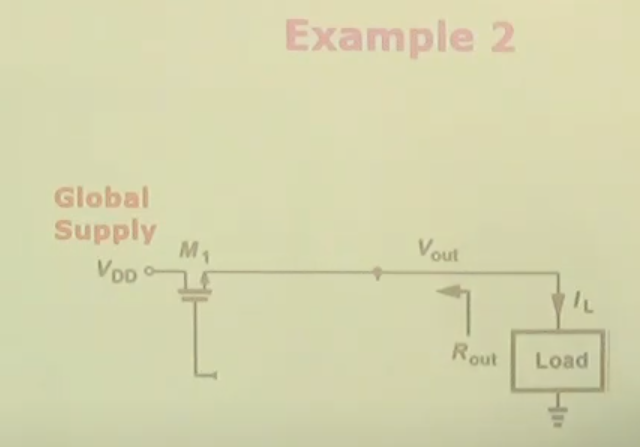 Example 2
Global
Supply
M1
VDD
Vout
IL
Rout
Load